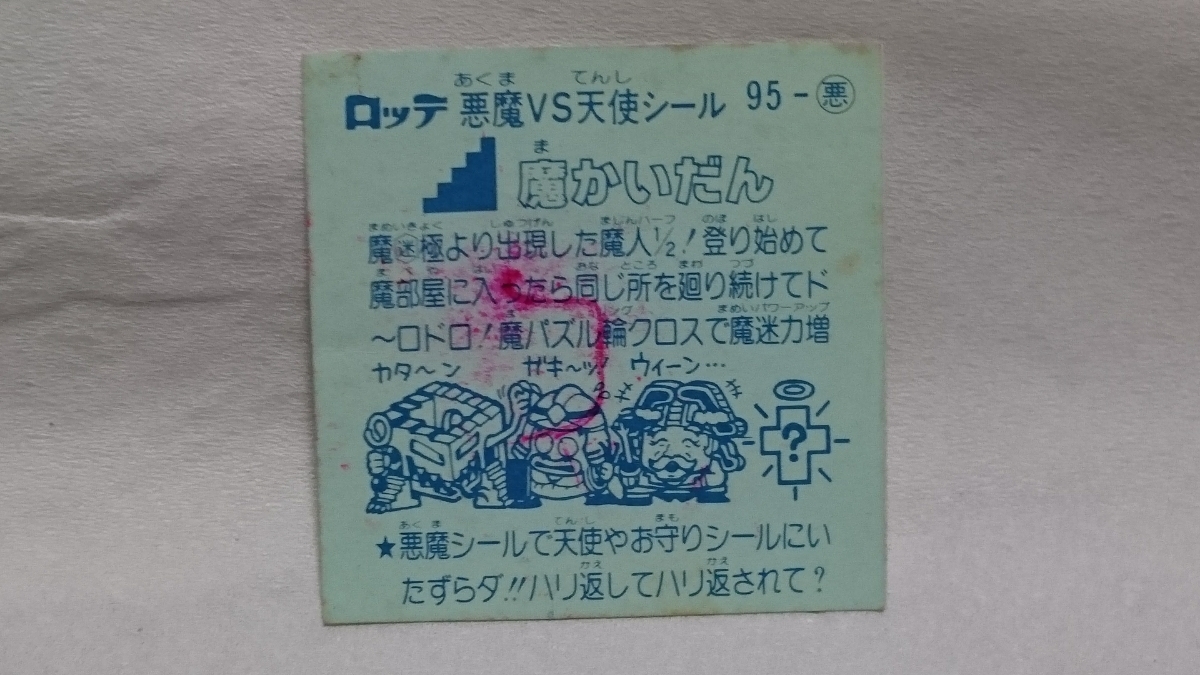 ロッテ 悪魔VS天使シール 95-悪
魔かいだん
魔迷極より出現した魔人1/2!登り始めて
魔部屋に入ったら同じ所を廻り続けてド
〜ロドロ!魔パズル輪クロスで魔迷力増
カタ〜ン ガキ〜ッ! ウィーン…
?
★悪魔シールで天使やお守りシールにい
たずらダ!!ハリ返してハリ返されて?